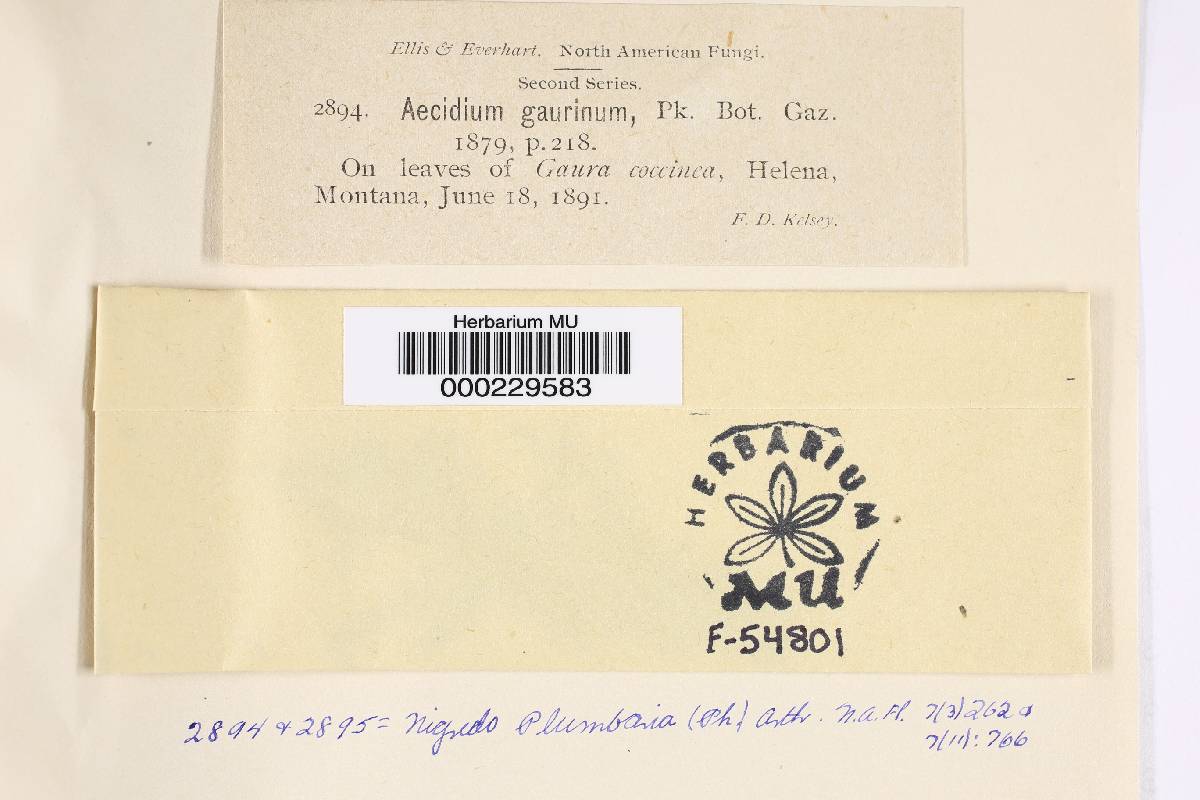 Ellis & Everhart. North American Fungi.
Second Series.
2894. Aecidium gaurinum, Pk. Bot. Gaz.
1879, p. 218.
On leaves of Gaura coccinea, Helena,
Montana, June 18, 1891.
F. D. Kelsey.
Herbarium MU
000229583
HERBARIUM
MU
F-54801
2894 & 2895 = Nigredo Plumbaria (Pk) Arthr. N.A.Fl. 7(3)262 &
7(11):766